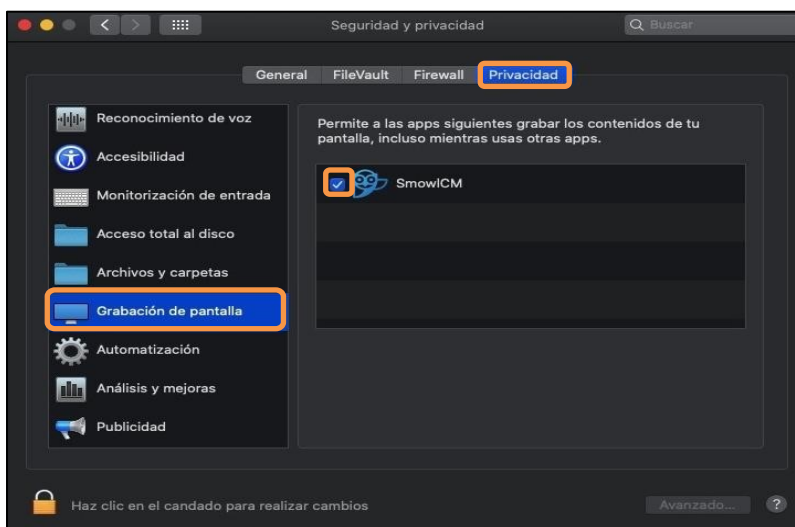 Seguridad y privacidad
Buscar
General FileVault Firewall Privacidad
Reconocimiento de voz
Accesibilidad
Monitorización de entrada
Acceso total al disco
Archivos y carpetas
Grabación de pantalla
Automatización
Análisis y mejoras
Publicidad
Permite a las apps siguientes grabar los contenidos de tu
pantalla, incluso mientras usas otras apps.
SmowlCM
Haz clic en el candado para realizar cambios
Avanzado... ?